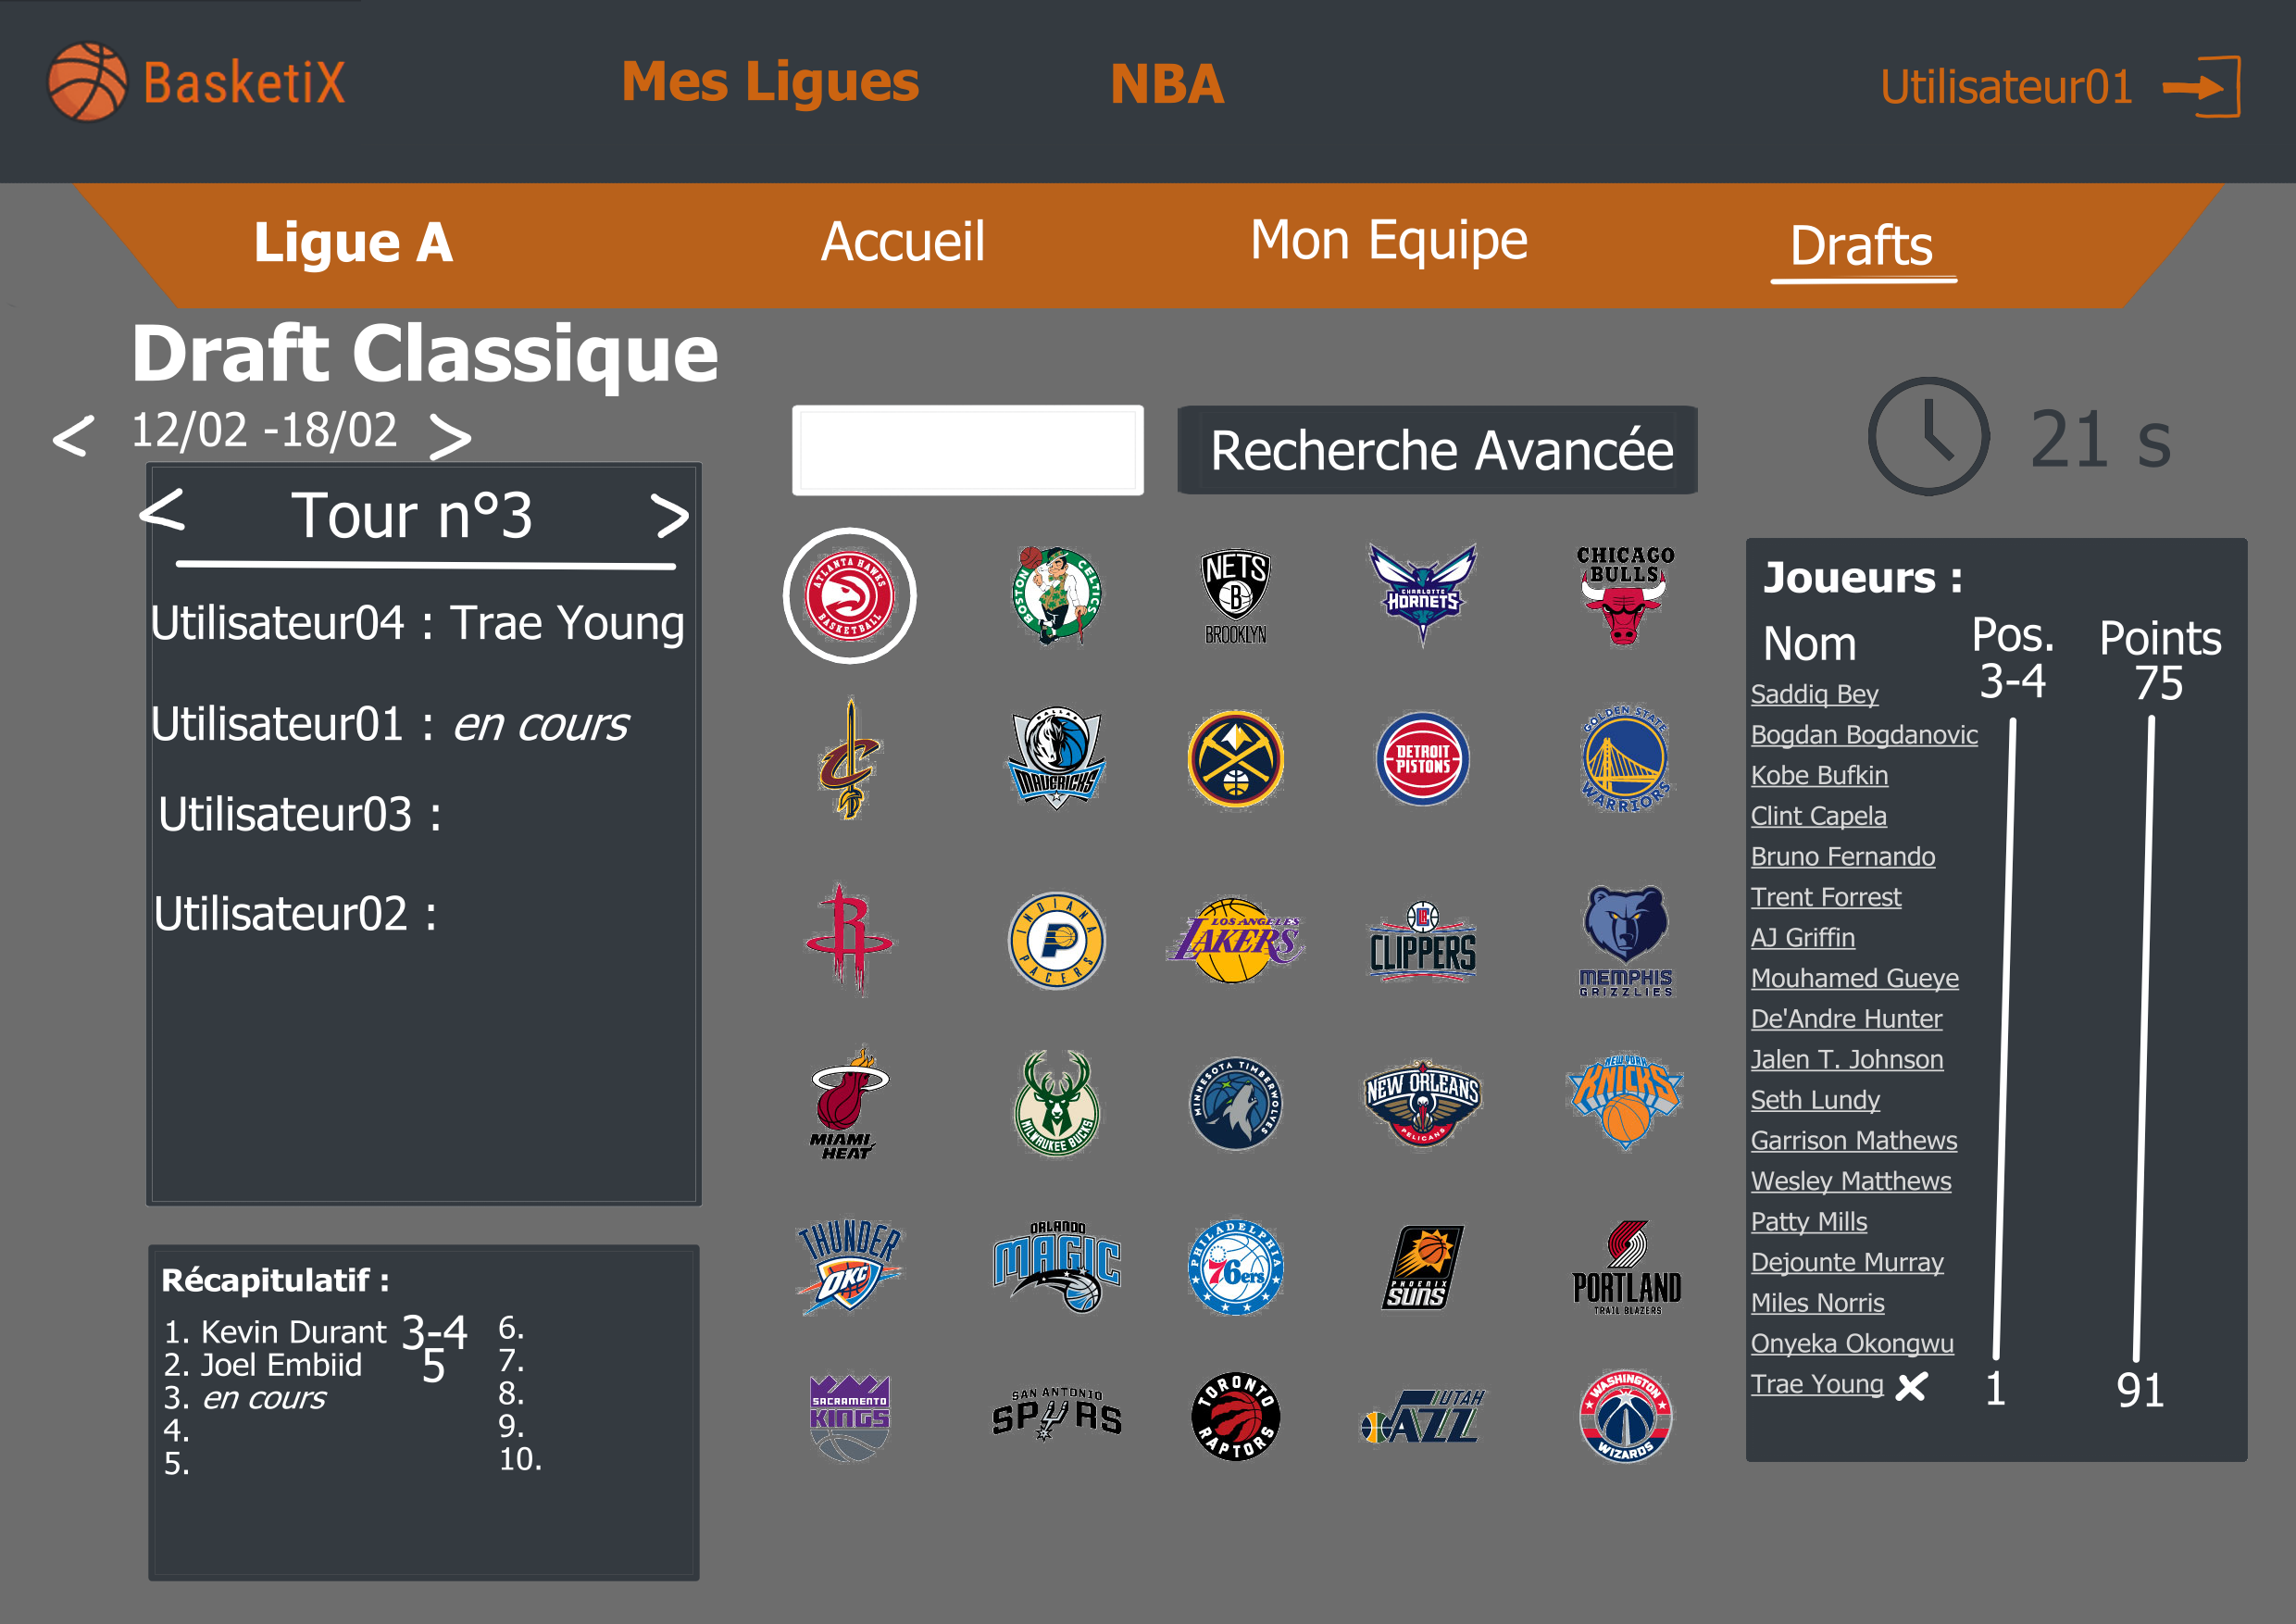 BasketiX
Mes Ligues
NBA
Utilisateur01
Ligue A
Accueil
Mon Equipe
Drafts
Draft Classique
< 12/02 -18/02 >
Recherche Avancée
21 s
< Tour n°3 >
Utilisateur04 : Trae Young
Utilisateur01 : en cours
Utilisateur03 :
Utilisateur02 :
Récapitulatif :
1. Kevin Durant 3-4
2. Joel Embiid 5
3. en cours
4.
5.
6.
7.
8.
9.
10.
ATLANTA HAWKS BASKETBALL
BOSTON CELTICS
NETS B BROOKLYN
CHARLOTTE HORNETS
CHICAGO BULLS
C
DALLAS MAVERICKS
DETROIT PISTONS
GOLDEN STATE WARRIORS
R
INDIANA PACERS P
LOS ANGELES LAKERS
CLIPPERS
MEMPHIS GRIZZLIES
MIAMI HEAT
MILWAUKEE BUCKS
MINNESOTA TIMBERWOLVES
NEW ORLEANS PELICANS
NEW YORK KNICKS
THUNDER OKC
ORLANDO MAGIC
PHILADELPHIA 76ers
PHOENIX SUNS
PORTLAND TRAIL BLAZERS
SACRAMENTO KINGS
SAN ANTONIO SPURS
TORONTO RAPTORS
UTAH JAZZ
WASHINGTON WIZARDS
Joueurs :
Nom Pos. Points
Saddiq Bey 3-4 75
Bogdan Bogdanovic
Kobe Bufkin
Clint Capela
Bruno Fernando
Trent Forrest
AJ Griffin
Mouhamed Gueye
De'Andre Hunter
Jalen T. Johnson
Seth Lundy
Garrison Mathews
Wesley Matthews
Patty Mills
Dejounte Murray
Miles Norris
Onyeka Okongwu
Trae Young 1 91